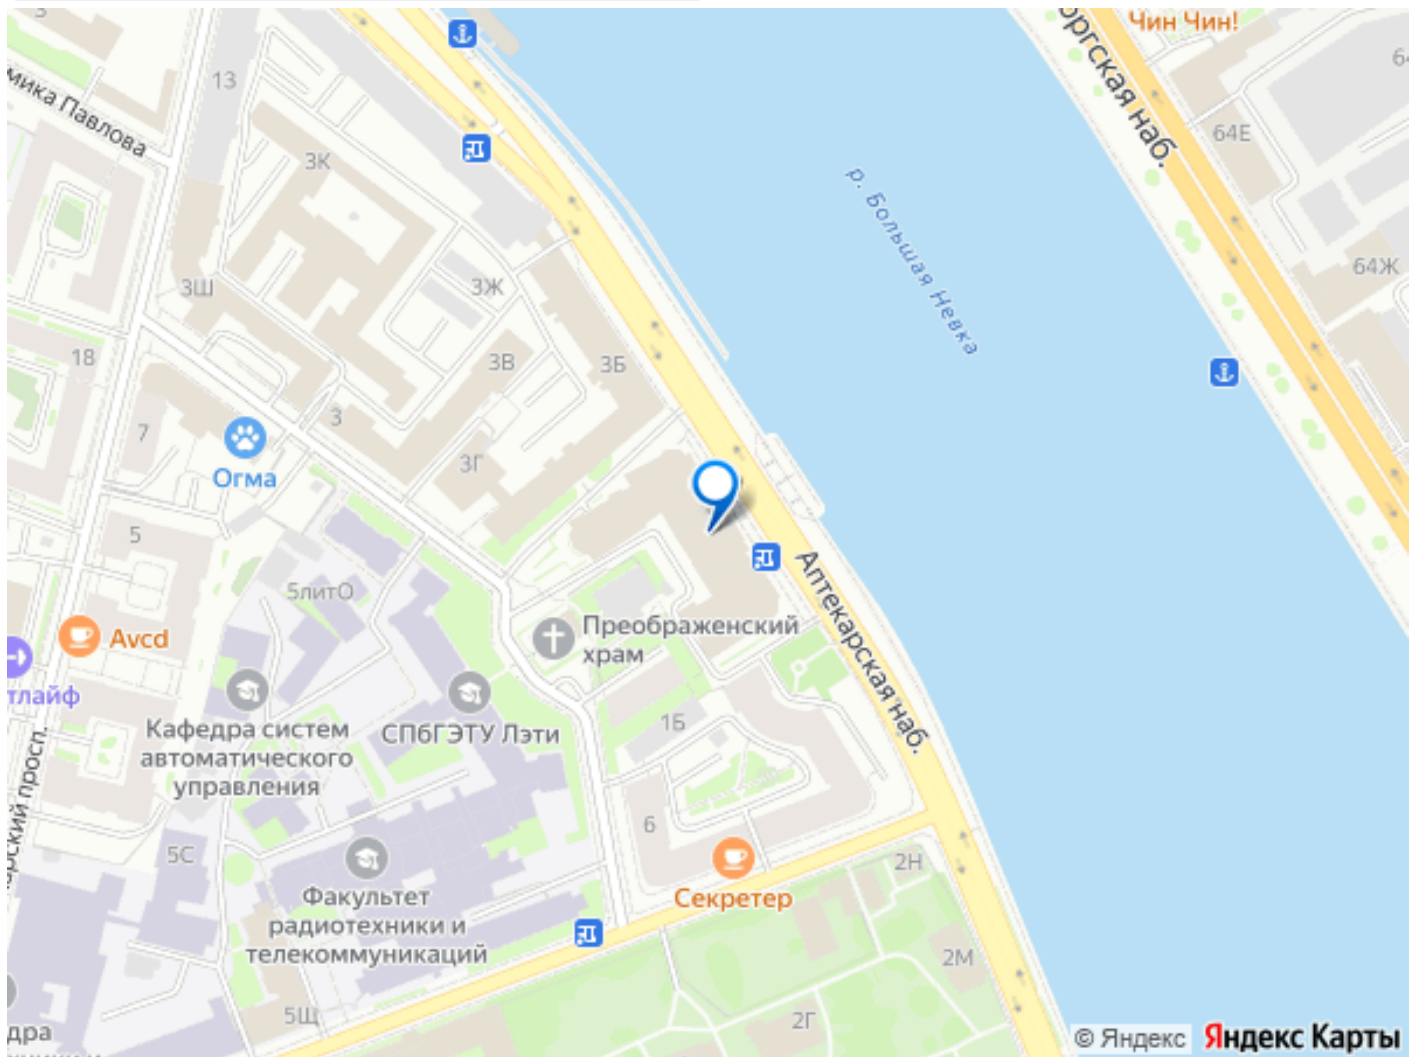 Чин Чин!
13
64Е
Павлова
3К
наб.
р. Большая Невка
3Ш
3Ж
64Ж
18
3В
3Б
3
7
Огма
3Г
5
5литО
Аптекарская наб.
Avcd
Преображенский
храм
Кафедра систем
автоматического
управления
СПбГЭТУ Лэти
1Б
просп.
6
5С
2Н
Факультет
радиотехники и
телекоммуникаций
Секретер
2М
5Щ
2Г
© Яндекс Яндекс Карты